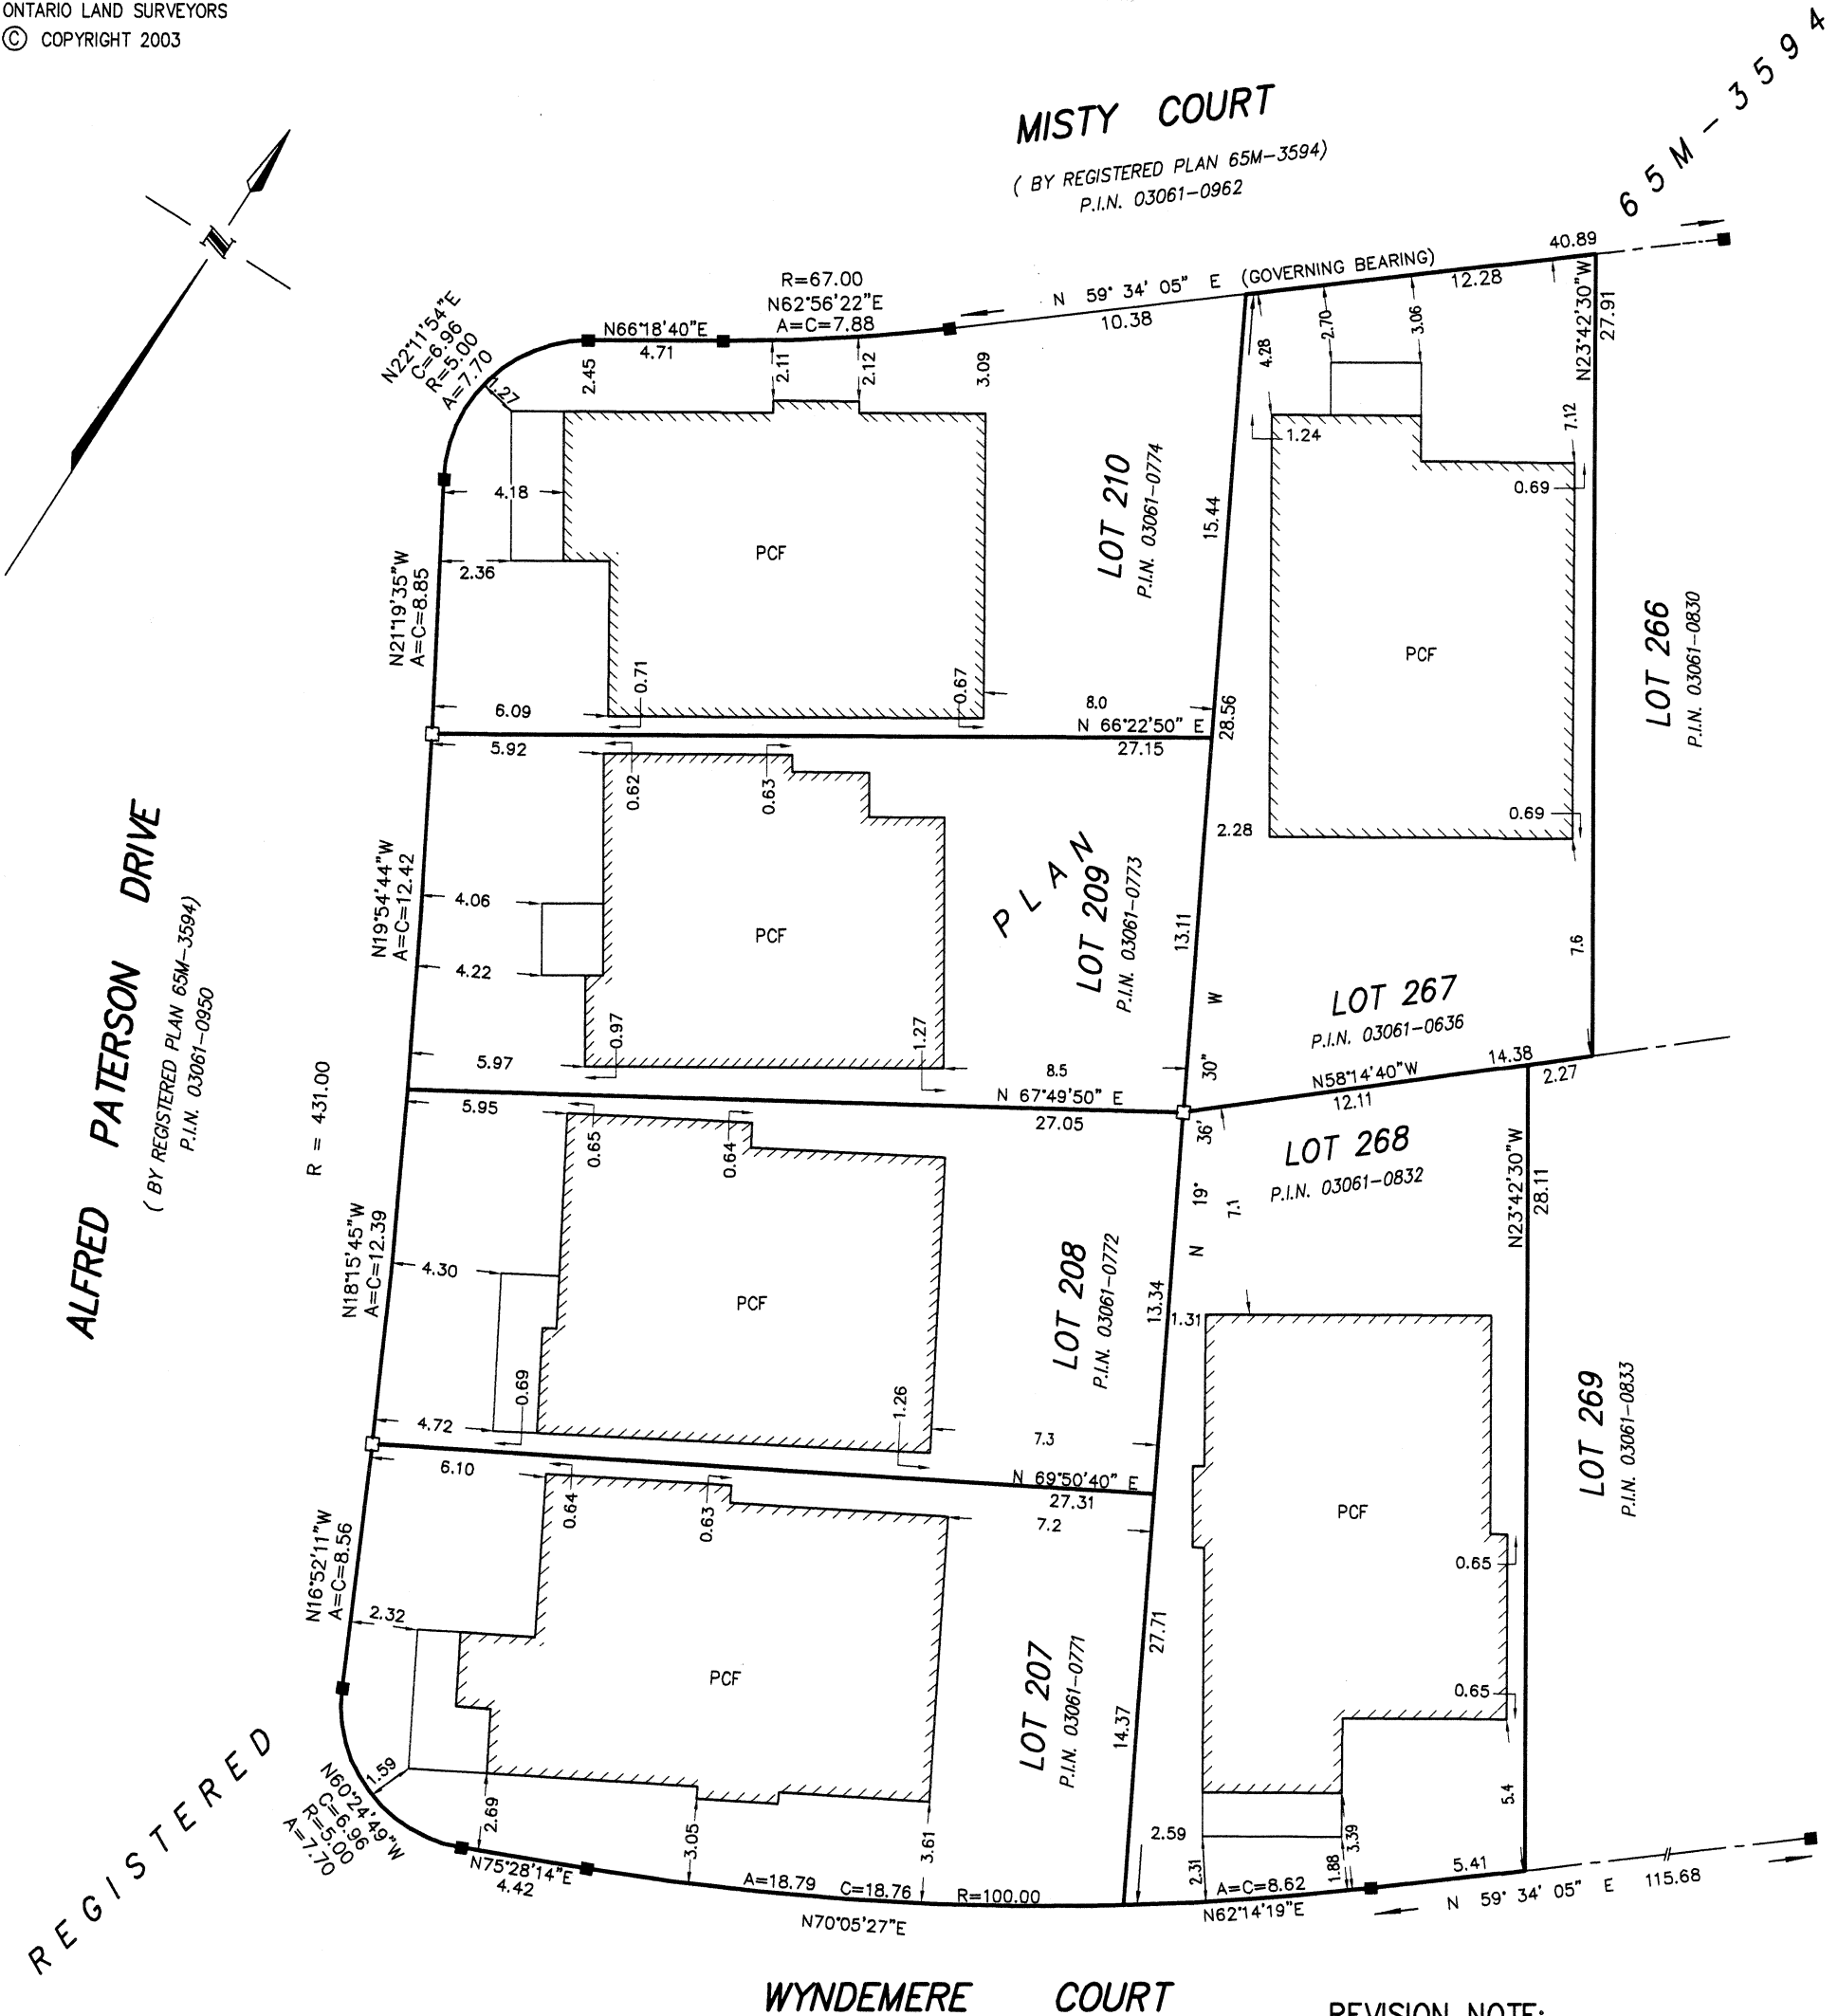 ONTARIO LAND SURVEYORS
© COPYRIGHT 2003
65M-3594
MISTY COURT
( BY REGISTERED PLAN 65M-3594)
P.I.N. 03061-0962
N
40.89
N 59° 34' 05" E (GOVERNING BEARING)
10.38
12.28
R=67.00
N62°56'22"E
A=C=7.88
N66°18'40"E
4.71
N22°11'54"E
C=6.96
R=5.00
A=7.70
1.27
2.45
2.11
2.12
3.09
4.28
2.70
3.06
N23°42'30"W
27.91
7.12
1.24
0.69
4.18
2.36
PCF
LOT 210
P.I.N. 03061-0774
15.44
N21°19'35"W
A=C=8.85
0.71
0.67
6.09
8.0
N 66°22'50" E
27.15
28.56
PCF
LOT 266
P.I.N. 03061-0830
5.92
0.62
0.63
2.28
0.69
ALFRED PATERSON DRIVE
( BY REGISTERED PLAN 65M-3594)
P.I.N. 03061-0950
N19°54'44"W
A=C=12.42
4.06
4.22
PCF
PLAN
LOT 209
P.I.N. 03061-0773
13.11
7.6
LOT 267
P.I.N. 03061-0636
0.97
1.27
5.97
8.5
N 67°49'50" E
27.05
N58°14'40"W
12.11
14.38
2.27
R = 431.00
N 19° 36' 30" W
5.95
0.65
0.64
LOT 268
P.I.N. 03061-0832
7.1
N23°42'30"W
28.11
N18°15'45"W
A=C=12.39
4.30
PCF
LOT 208
P.I.N. 03061-0772
13.34
1.31
0.69
1.26
4.72
7.3
N 69°50'40" E
27.31
6.10
0.64
0.63
7.2
PCF
LOT 269
P.I.N. 03061-0833
0.65
0.65
N16°52'11"W
A=C=8.56
2.32
PCF
LOT 207
P.I.N. 03061-0771
27.71
14.37
1.59
N60°24'49"W
C=6.96
R=5.00
A=7.70
2.69
3.05
3.61
2.59
2.31
1.88
3.39
5.4
N75°28'14"E
4.42
A=18.79 C=18.76 R=100.00
N70°05'27"E
A=C=8.62
N62°14'19"E
5.41
N 59° 34' 05" E
115.68
REGISTERED
WYNDEMERE COURT
REVISION NOTE: